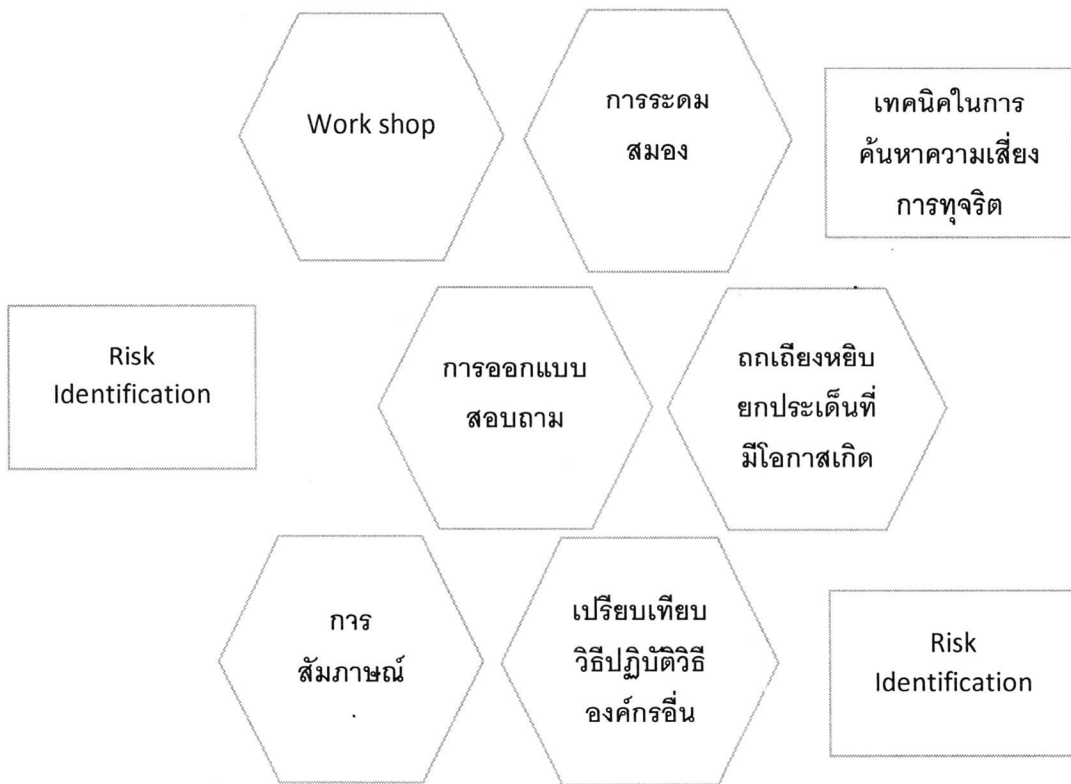 Work shop
การระดม
สมอง
เทคนิคในการ
ค้นหาความเสี่ยง
การทุจริต
Risk
Identification
การออกแบบ
สอบถาม
ถกเถียงหยิบ
ยกประเด็นที่
มีโอกาสเกิด
การ
สัมภาษณ์
เปรียบเทียบ
วิธีปฏิบัติวิธี
องค์กรอื่น
Risk
Identification